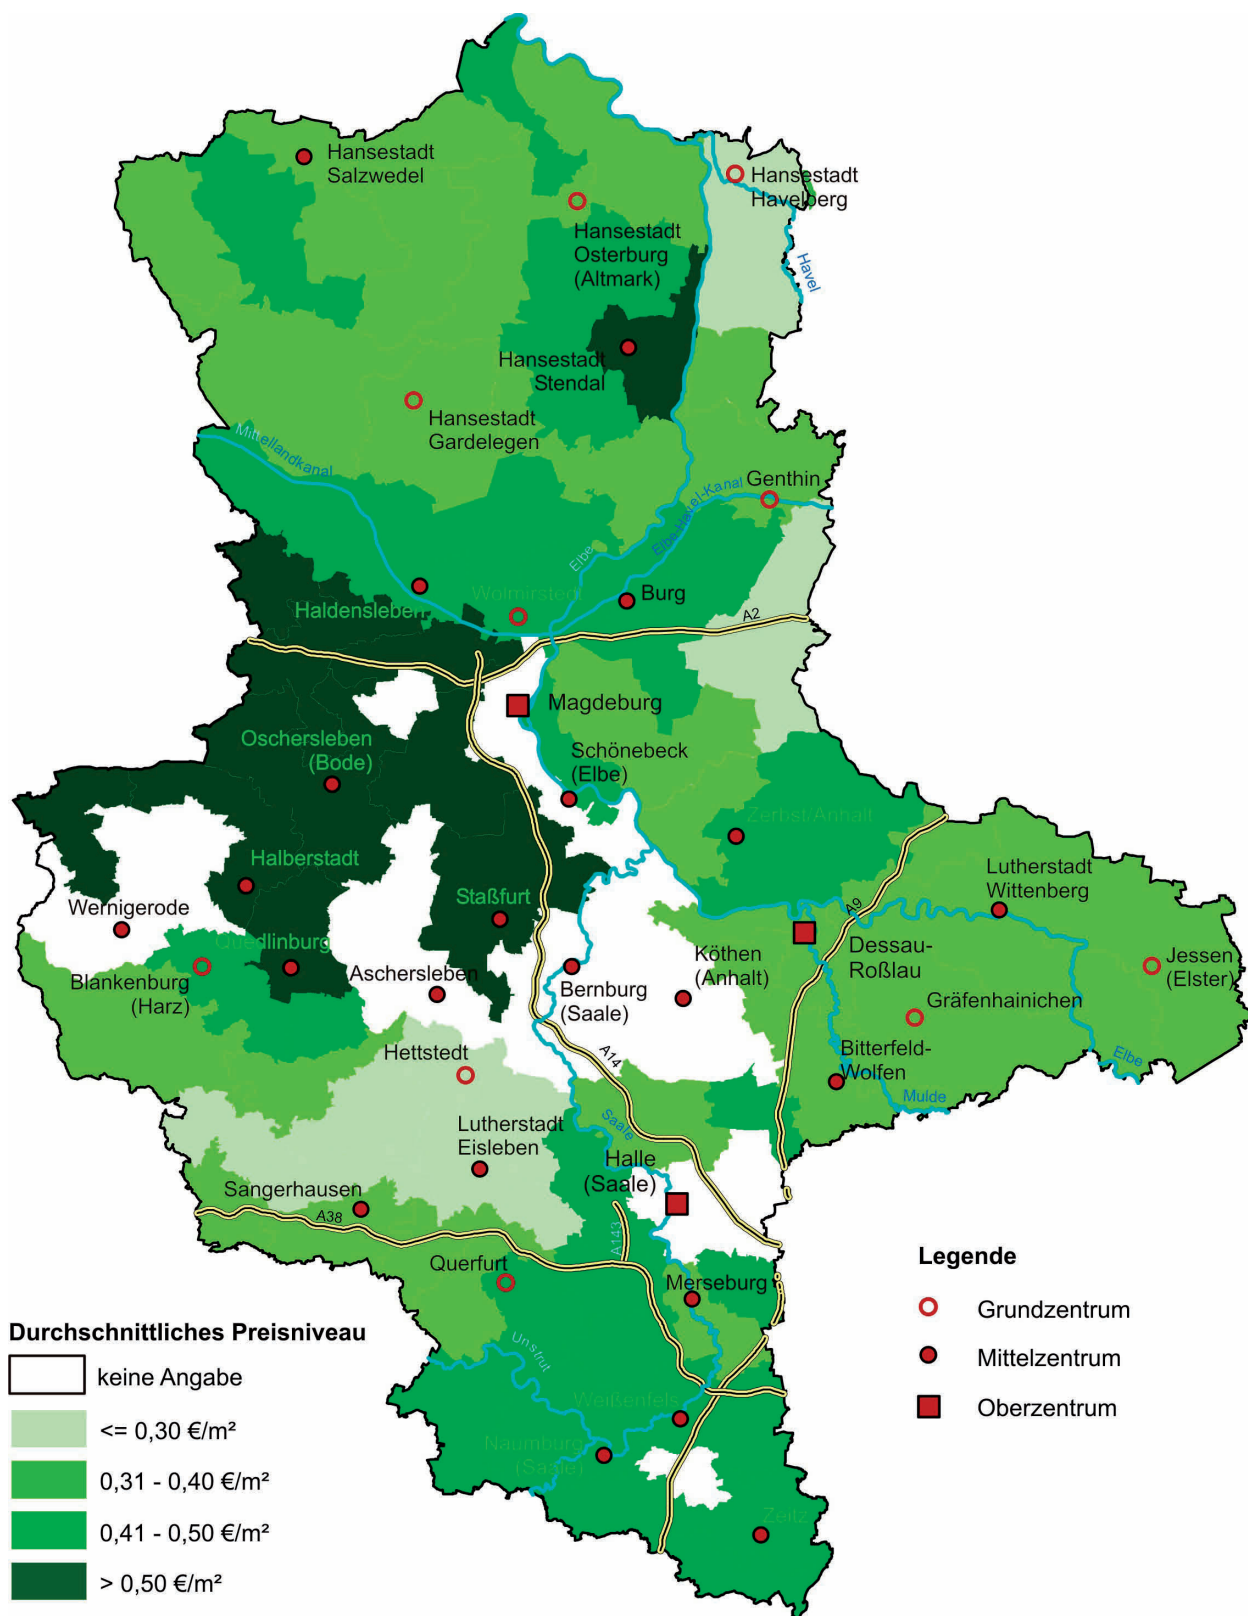 Hansestadt
Salzwedel
Hansestadt
Havelberg
Hansestadt
Osterburg
(Altmark)
Havel
Hansestadt
Stendal
Hansestadt
Gardelegen
Mittellandkanal
Genthin
Elbe-Havel-Kanal
Elbe
Wolmirstedt
Burg
Haldensleben
A2
Magdeburg
Oschersleben
(Bode)
Schönebeck
(Elbe)
Zerbst/Anhalt
Halberstadt
Lutherstadt
Wittenberg
Staßfurt
Wernigerode
A9
Quedlinburg
Köthen
(Anhalt)
Dessau-
Roßlau
Jessen
(Elster)
Blankenburg
(Harz)
Aschersleben
Bernburg
(Saale)
Gräfenhainichen
Hettstedt
A14
Bitterfeld-
Wolfen
Elbe
Mulde
Saale
Lutherstadt
Eisleben
Halle
(Saale)
Sangerhausen
A38
A143
Querfurt
Merseburg
Unstrut
Weißenfels
Naumburg
(Saale)
Zeitz
Legende
Grundzentrum
Mittelzentrum
Oberzentrum
Durchschnittliches Preisniveau
keine Angabe
<= 0,30 €/m²
0,31 - 0,40 €/m²
0,41 - 0,50 €/m²
> 0,50 €/m²